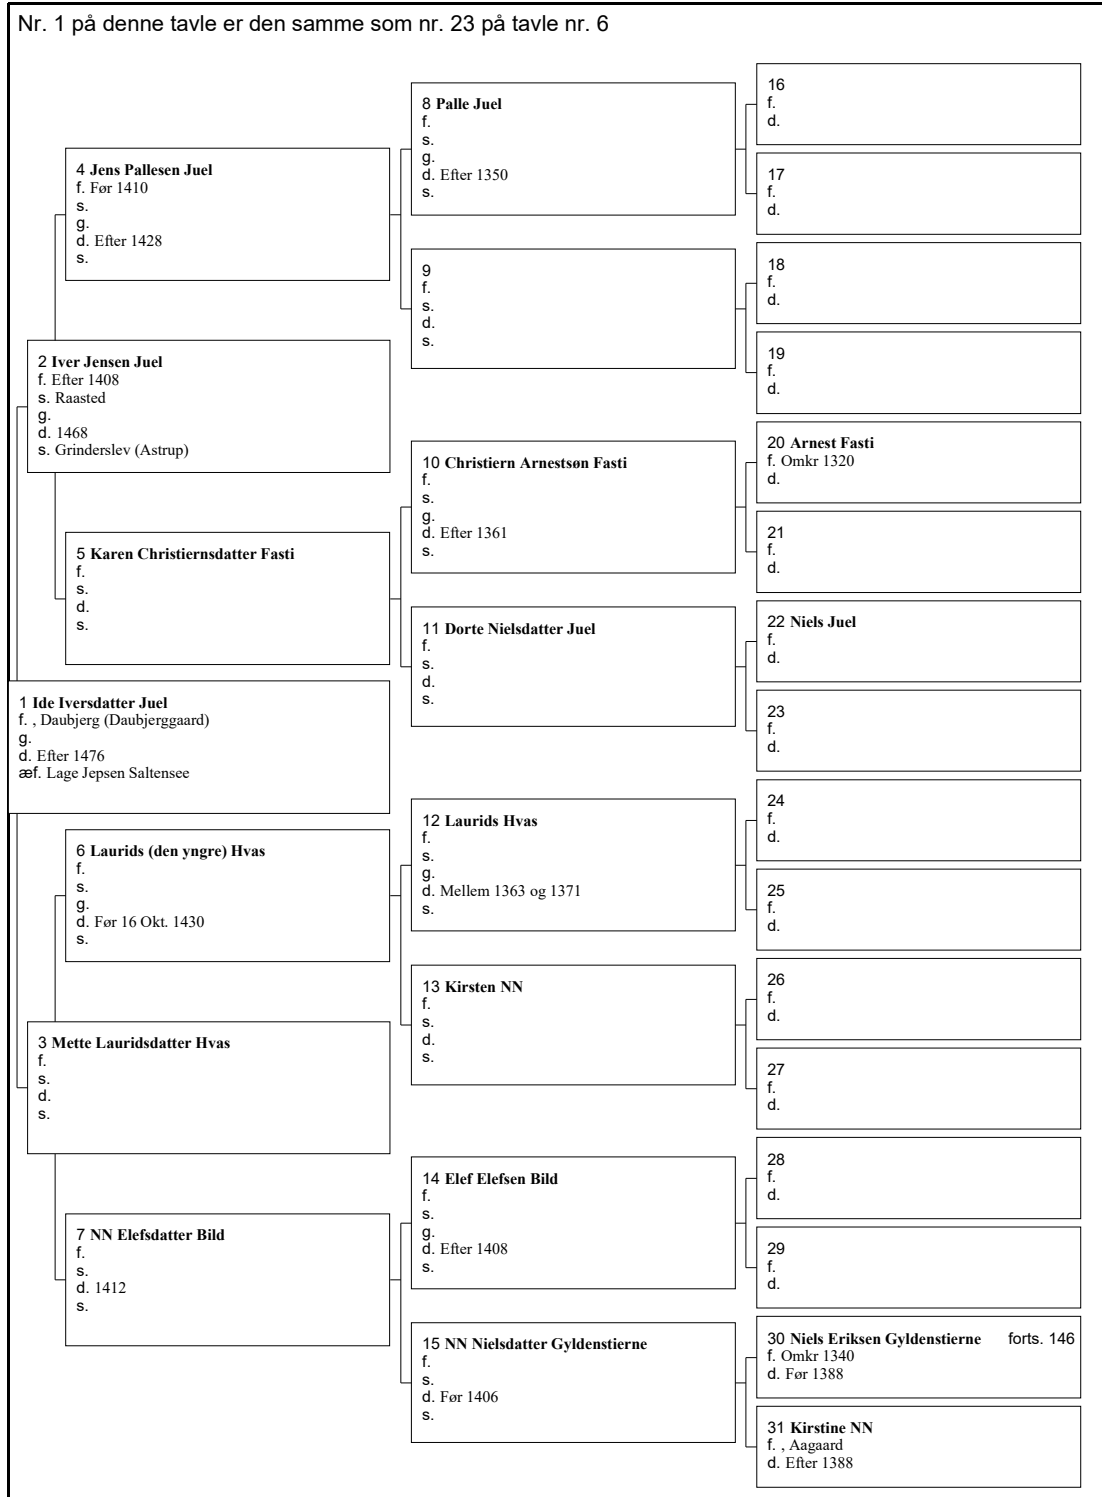 Nr. 1 på denne tavle er den samme som nr. 23 på tavle nr. 6
1 Ide Iversdatter Juel
f. , Daubjerg (Daubjerggaard)
g.
d. Efter 1476
æf. Lage Jepsen Saltensee
2 Iver Jensen Juel
f. Efter 1408
s. Raasted
g.
d. 1468
s. Grinderslev (Astrup)
3 Mette Lauridsdatter Hvas
f.
s.
d.
s.
4 Jens Pallesen Juel
f. Før 1410
s.
g.
d. Efter 1428
s.
5 Karen Christiernsdatter Fasti
f.
s.
d.
s.
6 Laurids (den yngre) Hvas
f.
s.
g.
d. Før 16 Okt. 1430
s.
7 NN Elefsdatter Bild
f.
s.
d. 1412
s.
8 Palle Juel
f.
s.
g.
d. Efter 1350
s.
9
f.
s.
d.
s.
10 Christiern Arnestsøn Fasti
f.
s.
g.
d. Efter 1361
s.
11 Dorte Nielsdatter Juel
f.
s.
d.
s.
12 Laurids Hvas
f.
s.
g.
d. Mellem 1363 og 1371
s.
13 Kirsten NN
f.
s.
d.
s.
14 Elef Elefsen Bild
f.
s.
g.
d. Efter 1408
s.
15 NN Nielsdatter Gyldenstierne
f.
s.
d. Før 1406
s.
16
f.
d.
17
f.
d.
18
f.
d.
19
f.
d.
20 Arnest Fasti
f. Omkr 1320
d.
21
f.
d.
22 Niels Juel
f.
d.
23
f.
d.
24
f.
d.
25
f.
d.
26
f.
d.
27
f.
d.
28
f.
d.
29
f.
d.
30 Niels Eriksen Gyldenstierne forts. 146
f. Omkr 1340
d. Før 1388
31 Kirstine NN
f. , Aagaard
d. Efter 1388